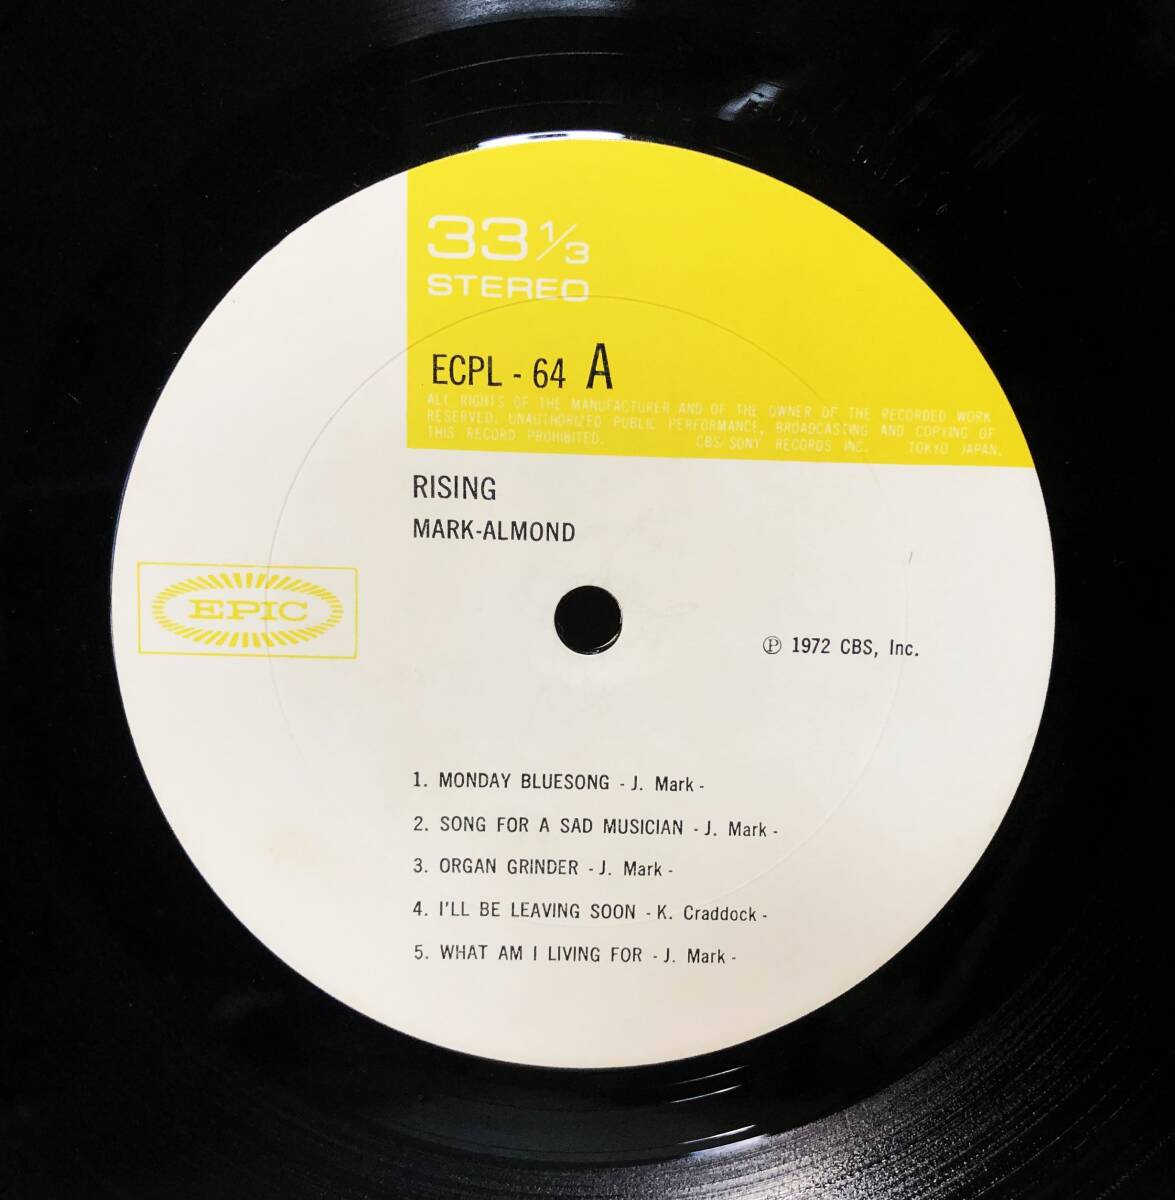 33 1/3
STEREO
ECPL - 64 A
ALL RIGHTS OF THE MANUFACTURER AND OF THE OWNER OF THE RECORDED WORK
RESERVED. UNAUTHORIZED PUBLIC PERFORMANCE, BROADCASTING AND COPYING OF
THIS RECORD PROHIBITED. CBS/SONY RECORDS INC. TOKYO JAPAN.
RISING
MARK-ALMOND
EPIC
℗ 1972 CBS, Inc.
1. MONDAY BLUESONG - J. Mark -
2. SONG FOR A SAD MUSICIAN - J. Mark -
3. ORGAN GRINDER - J. Mark -
4. I'LL BE LEAVING SOON - K. Craddock -
5. WHAT AM I LIVING FOR - J. Mark -